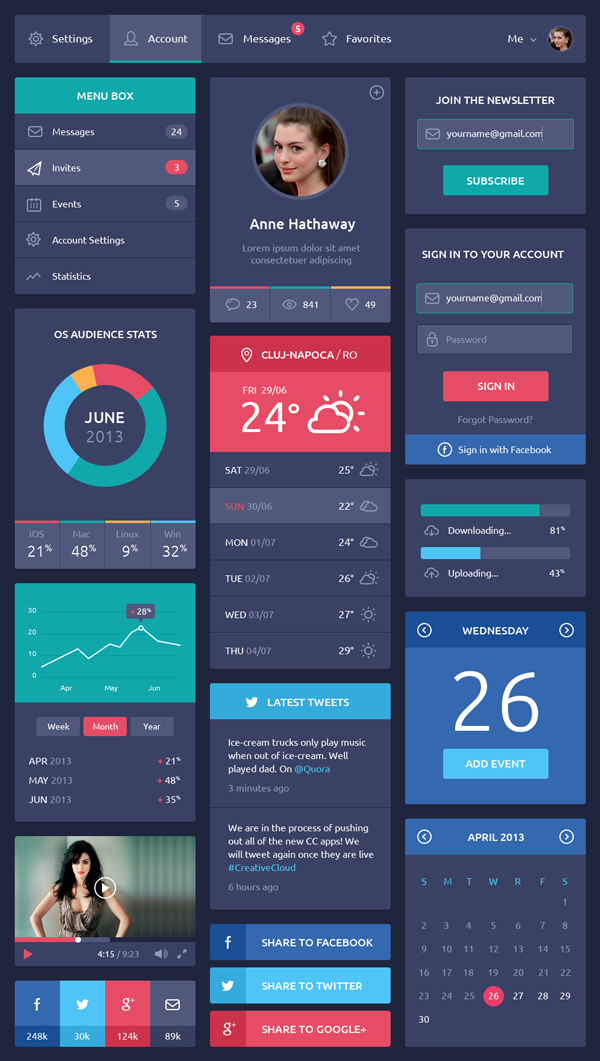 Settings
Account
Messages
5
Favorites
Me
MENU BOX
Messages 24
Invites 3
Events 5
Account Settings
Statistics
OS AUDIENCE STATS
JUNE
2013
iOS Mac Linux Win
21% 48% 9% 32%
+ 28%
30
20
10
0
Apr May Jun
Week Month Year
APR 2013 + 21%
MAY 2013 + 48%
JUN 2013 + 35%
4:15 / 9:23
f g+
248k 30k 124k 89k
Anne Hathaway
Lorem ipsum dolor sit amet
consectetuer adipiscing
23 841 49
CLUJ-NAPOCA / RO
FRI 29/06
24°
SAT 29/06 25°
SUN 30/06 22°
MON 01/07 24°
TUE 02/07 26°
WED 03/07 27°
THU 04/07 29°
LATEST TWEETS
Ice-cream trucks only play music
when out of ice-cream. Well
played dad. On @Quora
3 minutes ago
We are in the process of pushing
out all of the new CC apps! We
will tweet again once they are live
#CreativeCloud
6 hours ago
f SHARE TO FACEBOOK
SHARE TO TWITTER
g+ SHARE TO GOOGLE+
JOIN THE NEWSLETTER
yourname@gmail.com
SUBSCRIBE
SIGN IN TO YOUR ACCOUNT
yourname@gmail.com
Password
SIGN IN
Forgot Password?
f Sign in with Facebook
Downloading... 81%
Uploading... 43%
WEDNESDAY
26
ADD EVENT
APRIL 2013
S M T W T F S
1
2 3 4 5 6 7 8
9 10 11 12 13 14 15
16 17 18 19 20 21 22
23 24 25 26 27 28 29
30